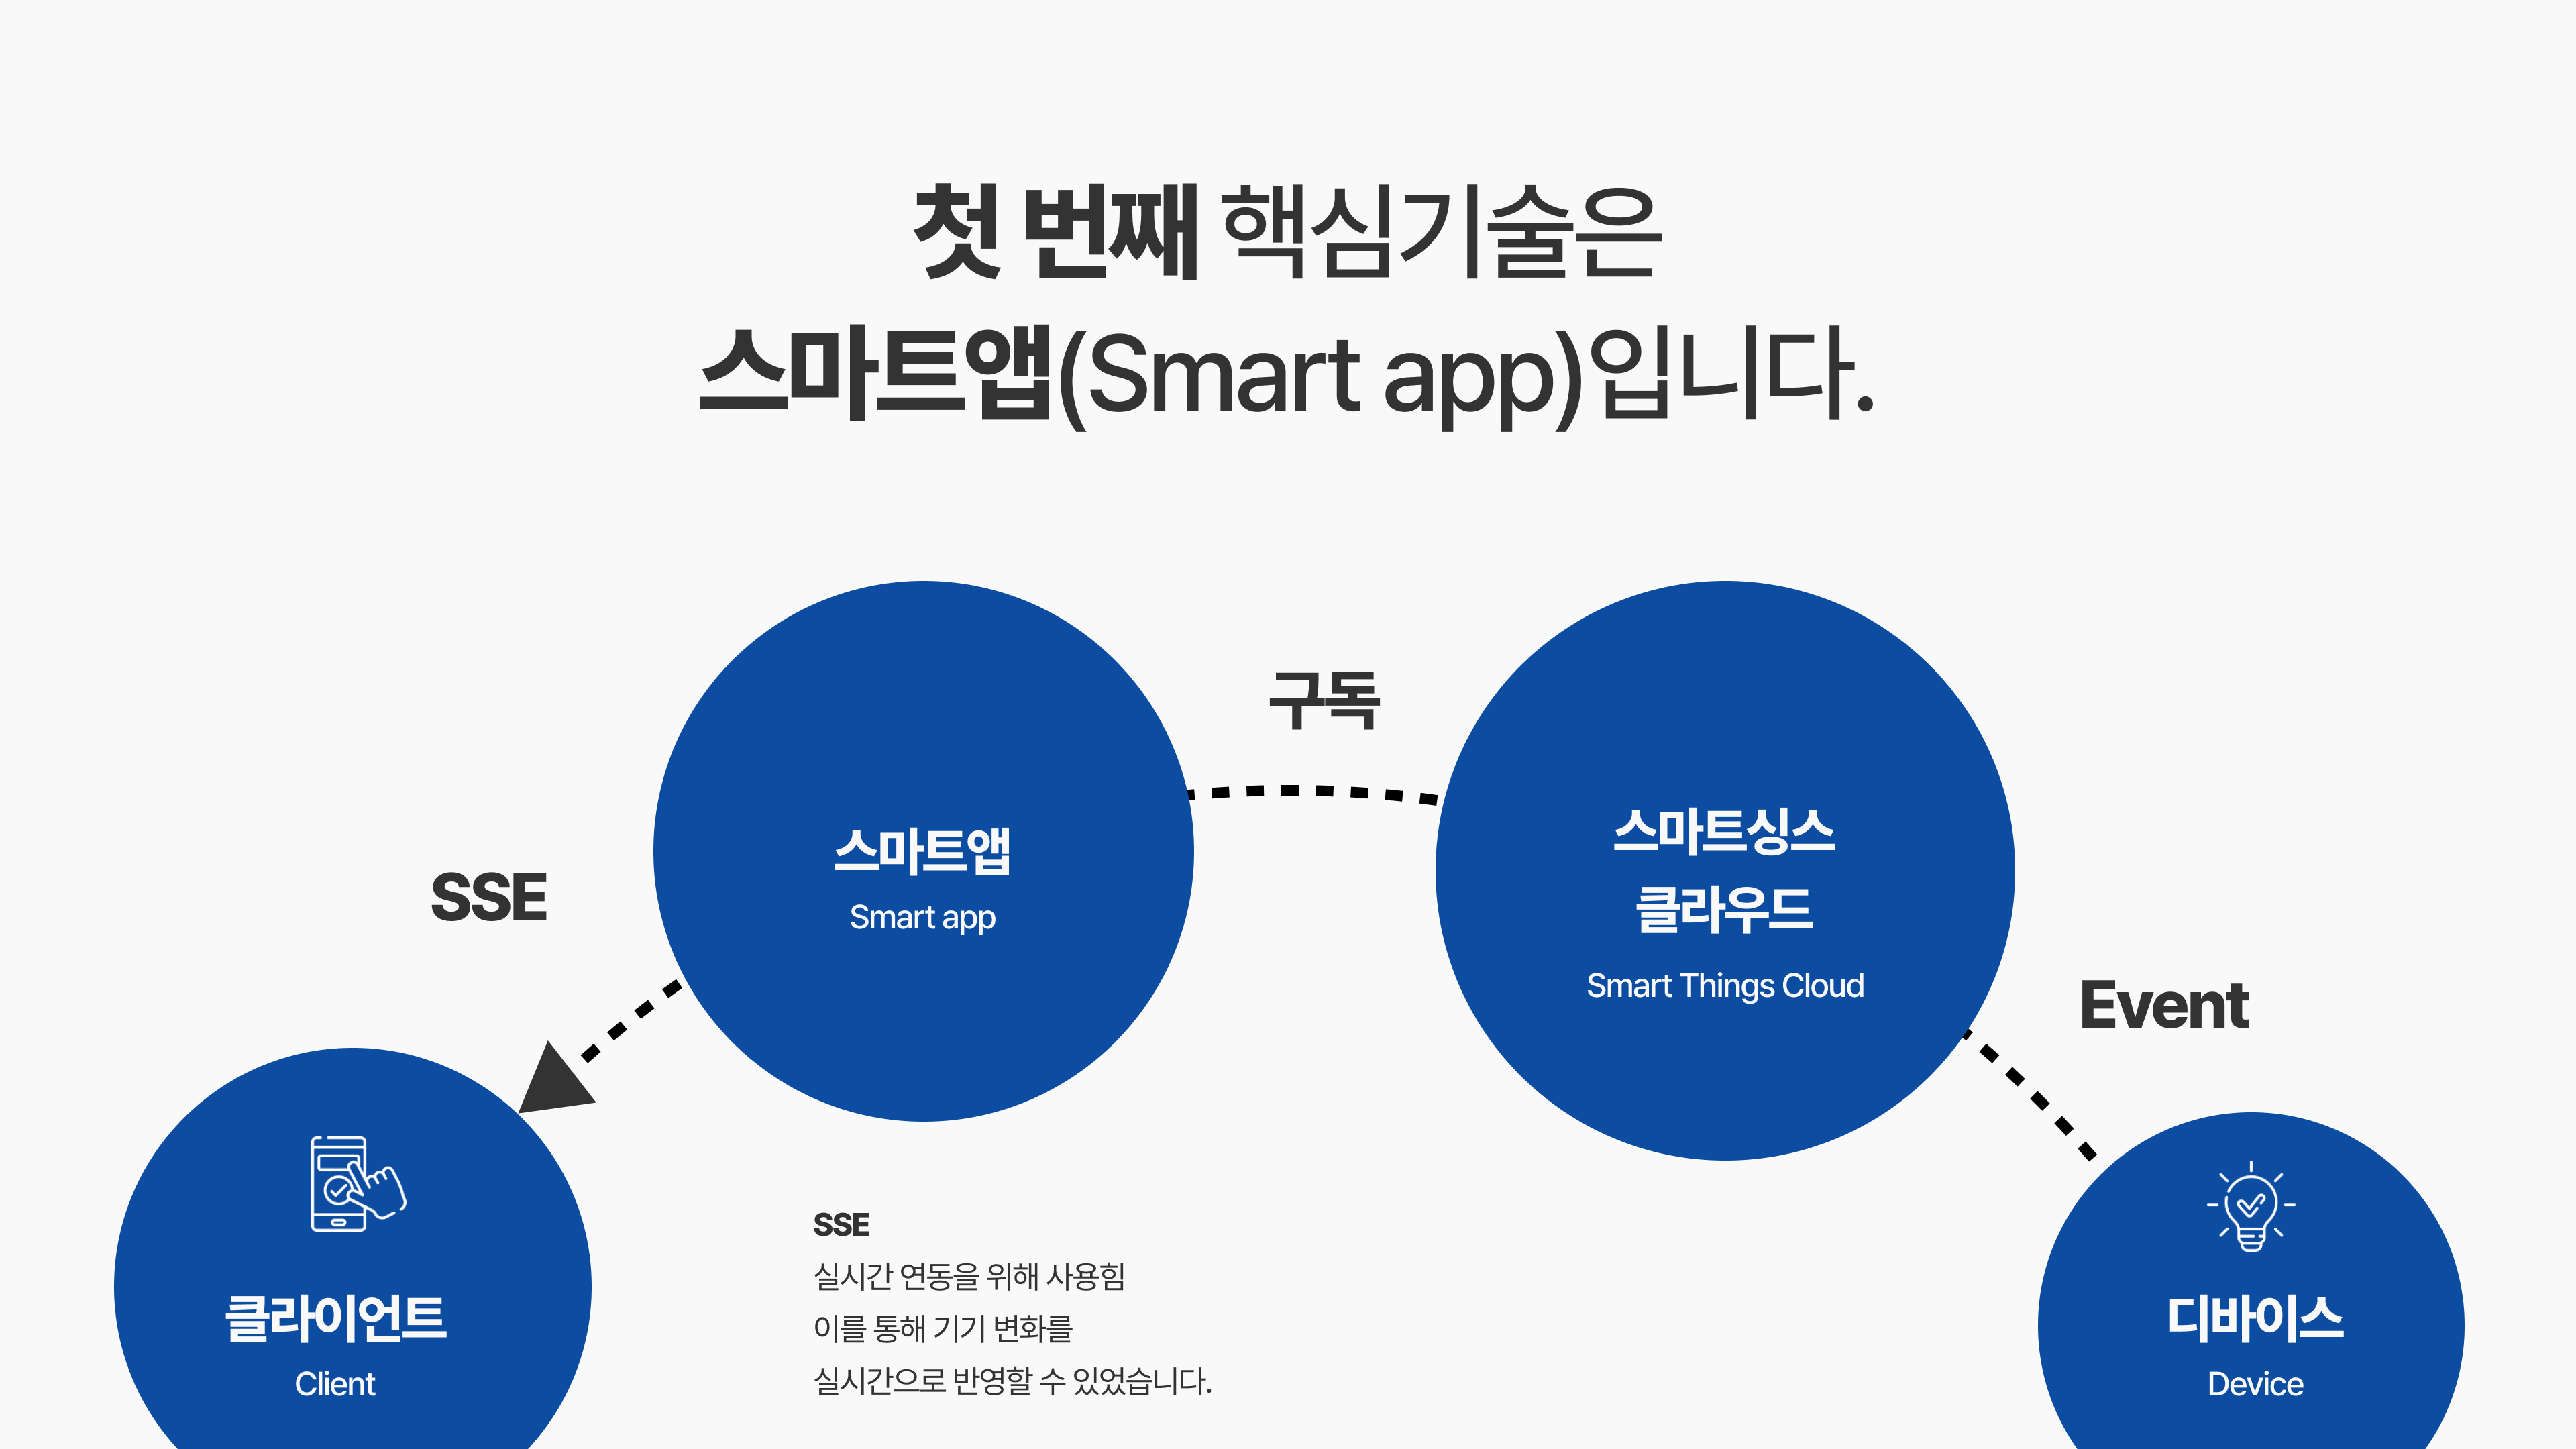 첫 번째 핵심기술은
스마트앱(Smart app)입니다.
구독
SSE
스마트앱
Smart app
스마트싱스
클라우드
Smart Things Cloud
Event
클라이언트
Client
SSE
실시간 연동을 위해 사용힘
이를 통해 기기 변화를
실시간으로 반영할 수 있었습니다.
디바이스
Device